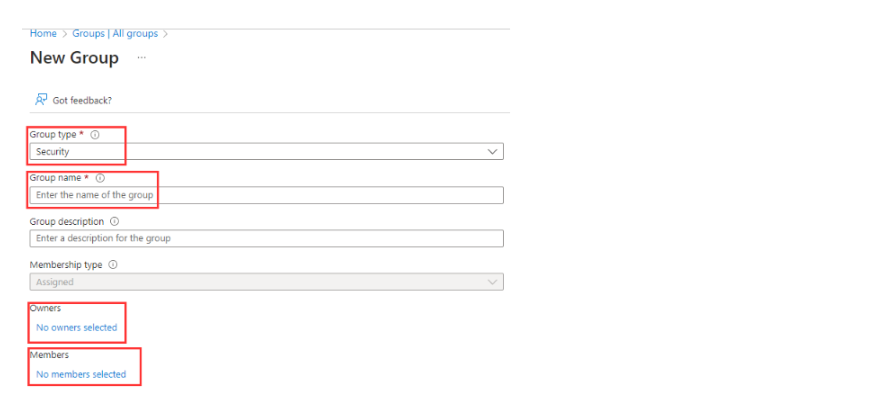 Home > Groups | All groups >
New Group ...
Got feedback?
Group type *
Security
Group name *
Enter the name of the group
Group description
Enter a description for the group
Membership type
Assigned
Owners
No owners selected
Members
No members selected